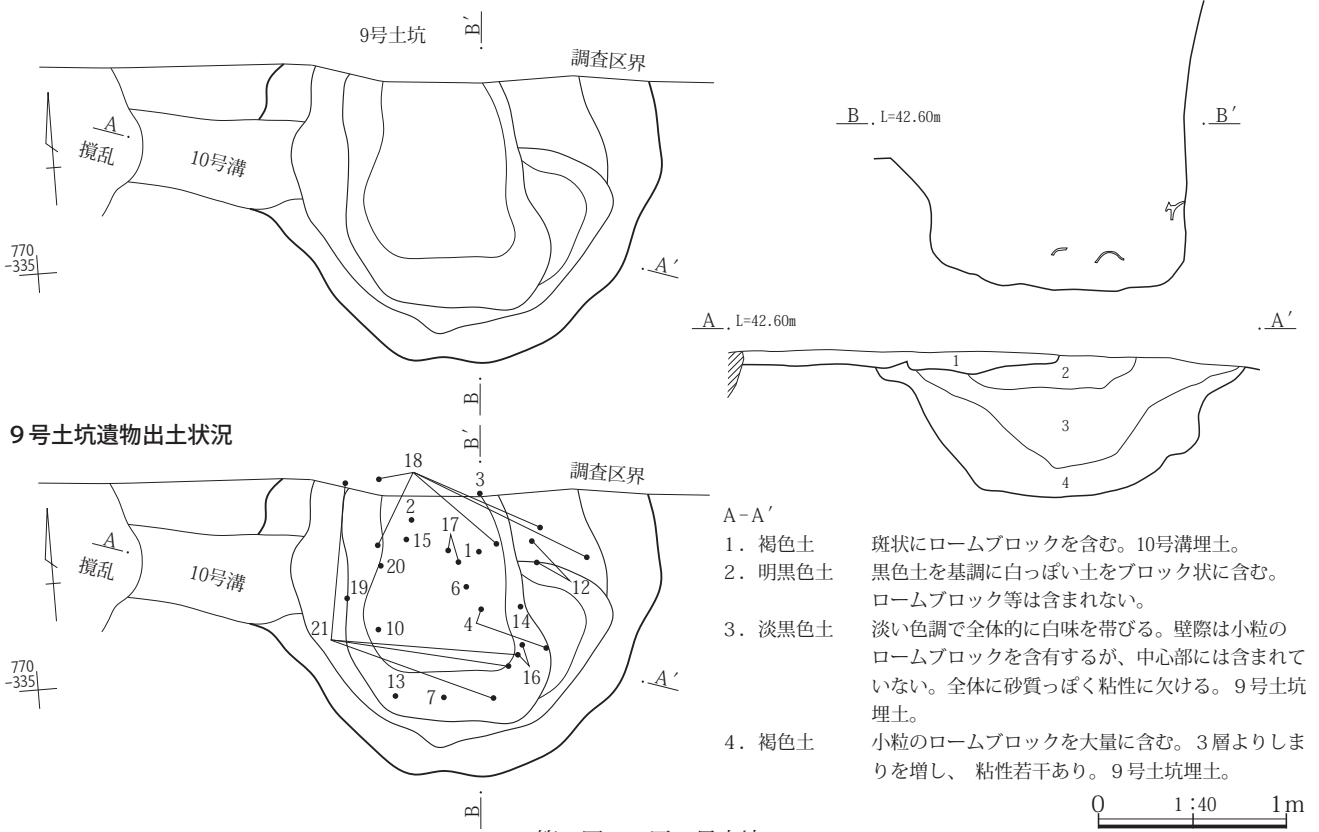 9号土坑
B′
調査区界
A
撹乱
10号溝
770
-335
A′
B
B L=42.60m B′
A L=42.60m A′
1
2
3
4
9号土坑遺物出土状況
B′
調査区界
18
3
2
17
15
1
20
6
12
19
4
14
21
10
16
13
7
A
撹乱
10号溝
770
-335
A′
B
A-A′
1. 褐色土 斑状にロームブロックを含む。10号溝埋土。
2. 明黒色土 黒色土を基調に白っぽい土をブロック状に含む。
ロームブロック等は含まれない。
3. 淡黒色土 淡い色調で全体的に白味を帯びる。壁際は小粒の
ロームブロックを含有するが、中心部には含まれて
いない。全体に砂質っぽく粘性に欠ける。9号土坑
埋土。
4. 褐色土 小粒のロームブロックを大量に含む。3層よりしま
りを増し、 粘性若干あり。9号土坑埋土。
0 1:40 1m